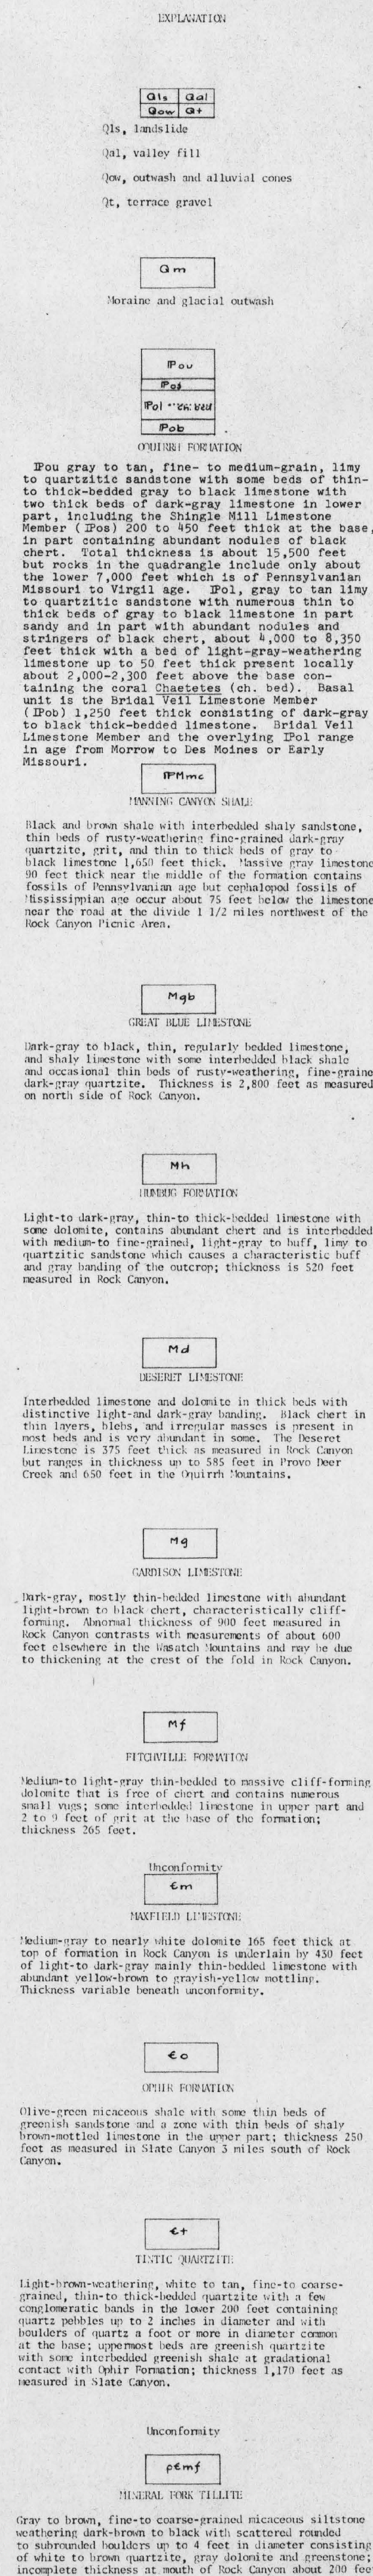 EXPLANATION
Qls Qal
Qow Qt
Qls, landslide
Qal, valley fill
Qow, outwash and alluvial cones
Qt, terrace gravel
Qm
Moraine and glacial outwash
ℙou
ℙos
ℙol ch. bed
ℙob
OQUIRRH FORMATION
ℙou gray to tan, fine- to medium-grain, limy
to quartzitic sandstone with some beds of thin-
to thick-bedded gray to black limestone with
two thick beds of dark-gray limestone in lower
part, including the Shingle Mill Limestone
Member (ℙos) 200 to 450 feet thick at the base,
in part containing abundant nodules of black
chert. Total thickness is about 15,500 feet
but rocks in the quadrangle include only about
the lower 7,000 feet which is of Pennsylvanian
Missouri to Virgil age. ℙol, gray to tan limy
to quartzitic sandstone with numerous thin to
thick beds of gray to black limestone in part
sandy and in part with abundant nodules and
stringers of black chert, about 4,000 to 8,350
feet thick with a bed of light-gray-weathering
limestone up to 50 feet thick present locally
about 2,000-2,300 feet above the base con-
taining the coral Chaetetes (ch. bed). Basal
unit is the Bridal Veil Limestone Member
(ℙob) 1,250 feet thick consisting of dark-gray
to black thick-bedded limestone. Bridal Veil
Limestone Member and the overlying ℙol range
in age from Morrow to Des Moines or Early
Missouri.
ℙMmc
MANNING CANYON SHALE
Black and brown shale with interbedded shaly sandstone,
thin beds of rusty-weathering fine-grained dark-gray
quartzite, grit, and thin to thick beds of gray to
black limestone 1,650 feet thick. Massive gray limestone
90 feet thick near the middle of the formation contains
fossils of Pennsylvanian age but cephalopod fossils of
Mississippian age occur about 75 feet below the limestone
near the road at the divide 1 1/2 miles northwest of the
Rock Canyon Picnic Area.
Mgb
GREAT BLUE LIMESTONE
Dark-gray to black, thin, regularly bedded limestone,
and shaly limestone with some interbedded black shale
and occasional thin beds of rusty-weathering, fine-graine
dark-gray quartzite. Thickness is 2,800 feet as measured
on north side of Rock Canyon.
Mh
HUMBUG FORMATION
Light-to dark-gray, thin-to thick-bedded limestone with
some dolomite, contains abundant chert and is interbedded
with medium-to fine-grained, light-gray to buff, limy to
quartzitic sandstone which causes a characteristic buff
and gray banding of the outcrop; thickness is 520 feet
measured in Rock Canyon.
Md
DESERET LIMESTONE
Interbedded limestone and dolomite in thick beds with
distinctive light-and dark-gray banding. Black chert in
thin layers, blebs, and irregular masses is present in
most beds and is very abundant in some. The Deseret
Limestone is 375 feet thick as measured in Rock Canyon
but ranges in thickness up to 585 feet in Provo Deer
Creek and 650 feet in the Oquirrh Mountains.
Mg
GARDISON LIMESTONE
Dark-gray, mostly thin-bedded limestone with abundant
light-brown to black chert, characteristically cliff-
forming. Abnormal thickness of 900 feet measured in
Rock Canyon contrasts with measurements of about 600
feet elsewhere in the Wasatch Mountains and may be due
to thickening at the crest of the fold in Rock Canyon.
Mf
FITCHVILLE FORMATION
Medium-to light-gray thin-bedded to massive cliff-forming
dolomite that is free of chert and contains numerous
small vugs; some interbedded limestone in upper part and
2 to 9 feet of grit at the base of the formation;
thickness 265 feet.
Unconformity
Єm
MAXFIELD LIMESTONE
Medium-gray to nearly white dolomite 165 feet thick at
top of formation in Rock Canyon is underlain by 430 feet
of light-to dark-gray mainly thin-bedded limestone with
abundant yellow-brown to grayish-yellow mottling.
Thickness variable beneath unconformity.
Єo
OPHIR FORMATION
Olive-green micaceous shale with some thin beds of
greenish sandstone and a zone with thin beds of shaly
brown-mottled limestone in the upper part; thickness 250
feet as measured in Slate Canyon 3 miles south of Rock
Canyon.
Єt
TINTIC QUARTZITE
Light-brown-weathering, white to tan, fine-to coarse-
grained, thin-to thick-bedded quartzite with a few
conglomeratic bands in the lower 200 feet containing
quartz pebbles up to 2 inches in diameter and with
boulders of quartz a foot or more in diameter common
at the base; uppermost beds are greenish quartzite
with some interbedded greenish shale at gradational
contact with Ophir Formation; thickness 1,170 feet as
measured in Slate Canyon.
Unconformity
pЄmf
MINERAL FORK TILLITE
Gray to brown, fine-to coarse-grained micaceous siltstone
weathering dark-brown to black with scattered rounded
to subrounded boulders up to 4 feet in diameter consisting
of white to brown quartzite, gray dolomite and greenstone;
incomplete thickness at mouth of Rock Canyon about 200 fee